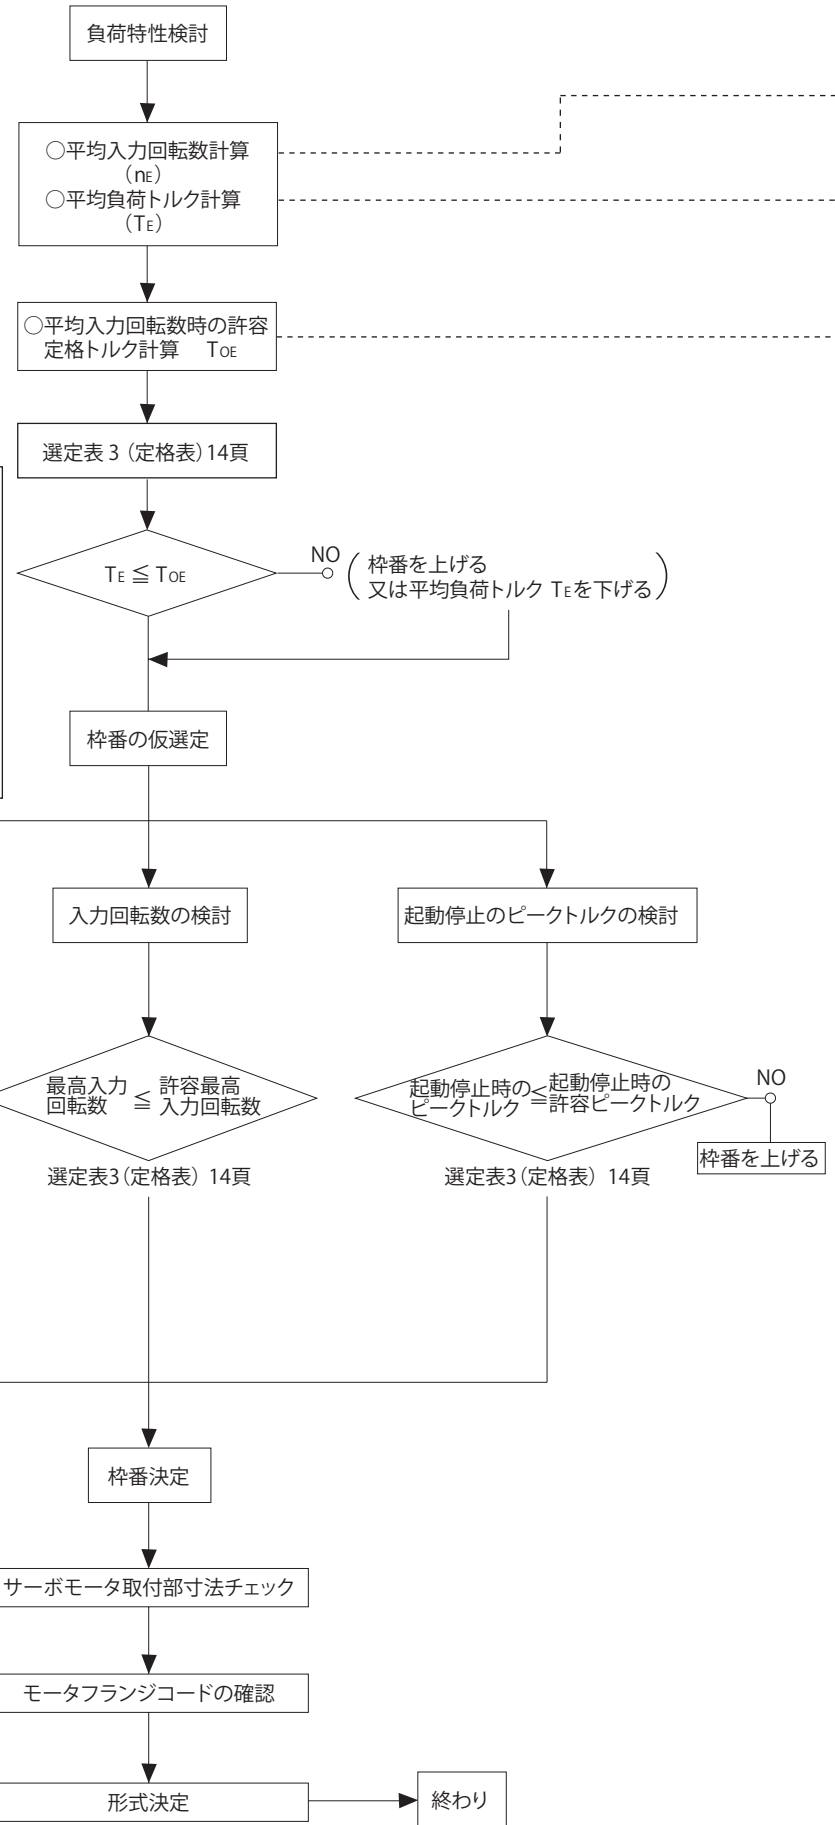 負荷特性検討
○平均入力回転数計算
（nE）
○平均負荷トルク計算
（TE）
○平均入力回転数時の許容
定格トルク計算　TOE
選定表 3（定格表）14頁
TE ≦ TOE
NO
枠番を上げる
又は平均負荷トルク TEを下げる
枠番の仮選定
入力回転数の検討
起動停止のピークトルクの検討
最高入力
回転数
≦
許容最高
入力回転数
選定表3（定格表）14頁
起動停止時の
ピークトルク
≦
起動停止時の
許容ピークトルク
NO
枠番を上げる
選定表3（定格表）14頁
枠番決定
サーボモータ取付部寸法チェック
モータフランジコードの確認
形式決定
終わり